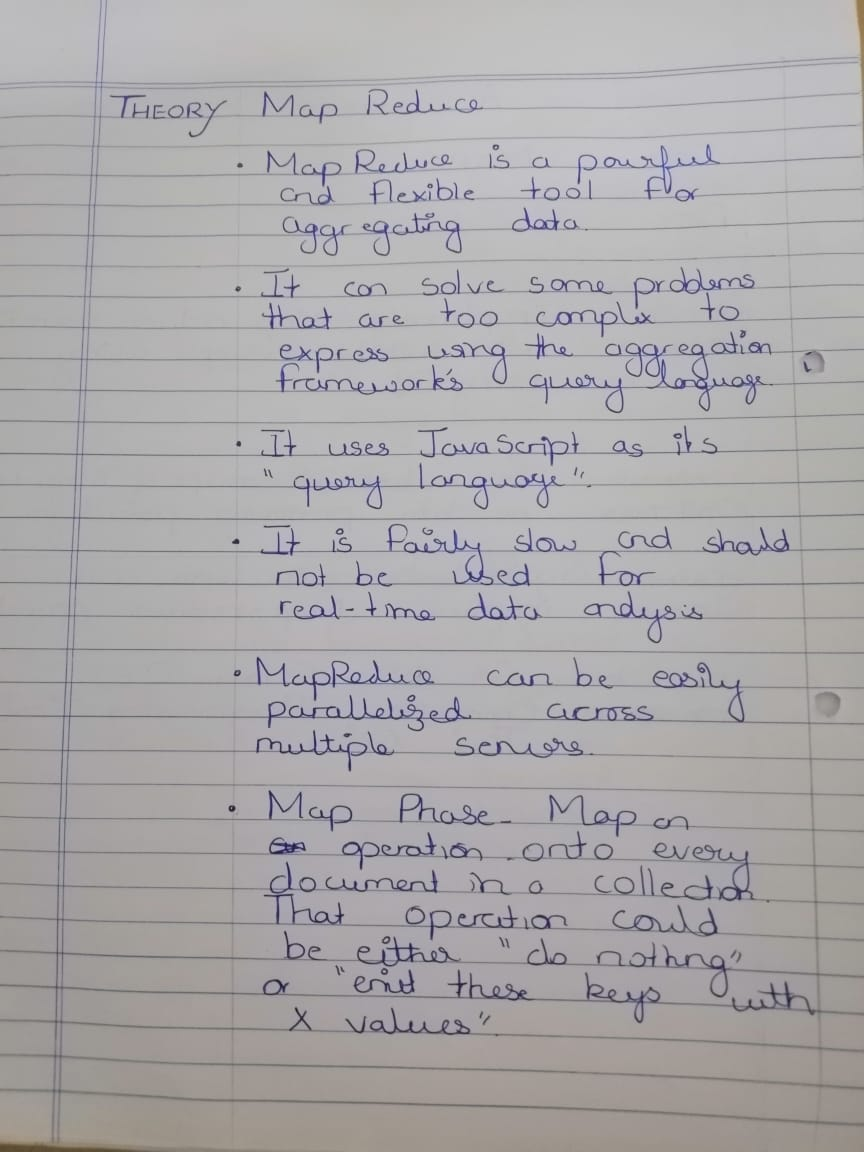 THEORY Map Reduce
• MapReduce is a pourful
and flexible tool for
aggregating data.
• It can solve some problems
that are too complex to
express using the aggregation
framework's query language.
• It uses JavaScript as its
"query language".
• It is fairly slow and should
not be used for
real-time data analysis
• MapReduce can be easily
parallelized across
multiple servers.
• Map Phase - Map an
operation onto every
document in a collection.
That operation could
be either "do nothing"
or "emit these keys with
X values".